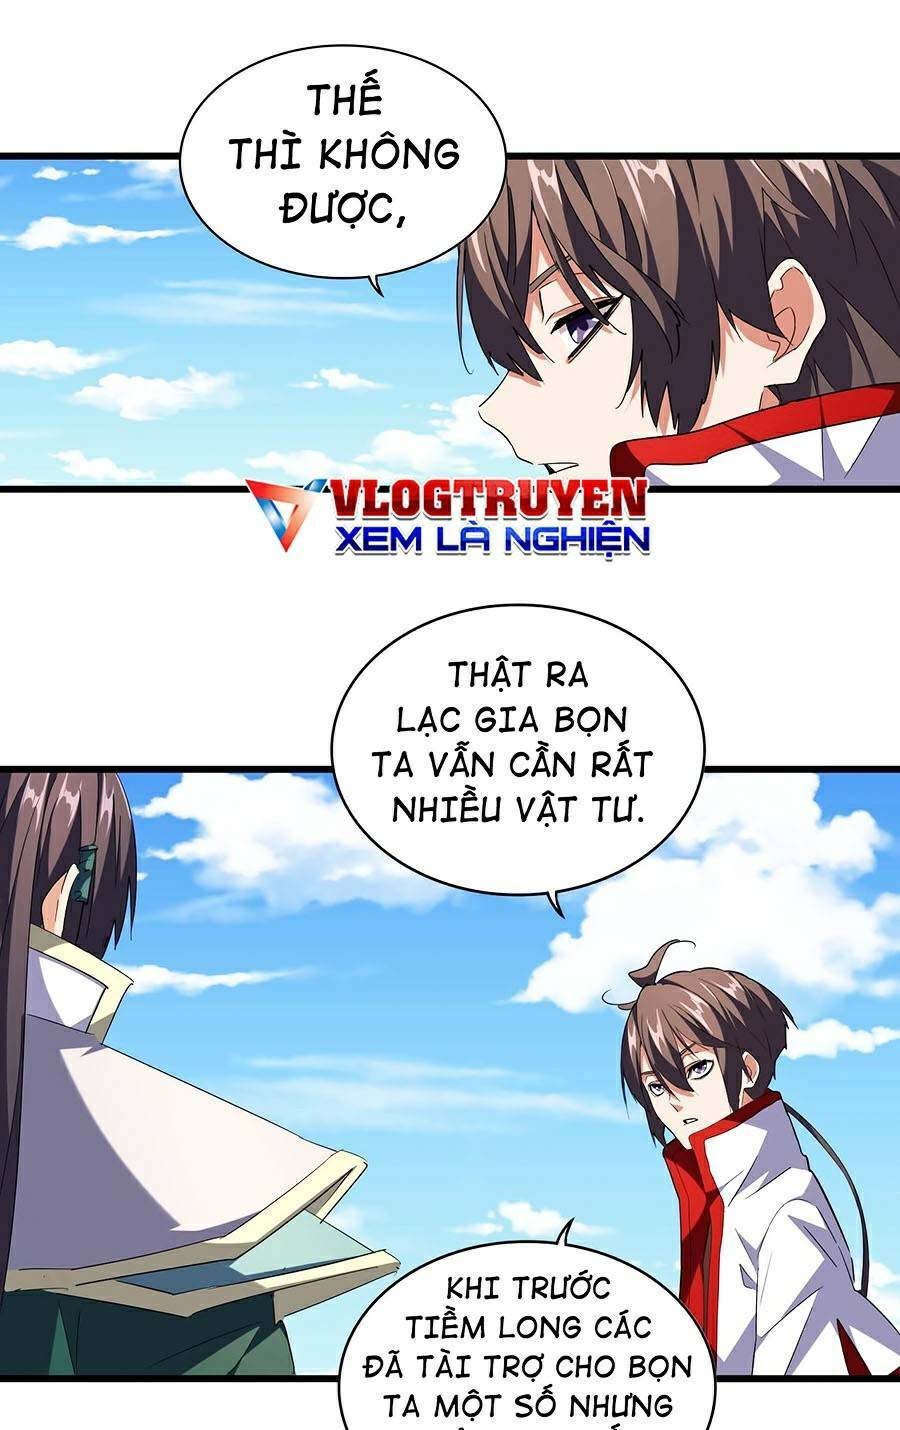 THẾ
THÌ KHÔNG
ĐƯỢC,
VLOGTRUYEN
XEM LÀ NGHIỆN
THẬT RA
LẠC GIA BỌN
TA VẪN CẦN RẤT
NHIỀU VẬT TƯ.
KHI TRƯỚC
TIỀM LONG CÁC
ĐÃ TÀI TRỢ CHO BỌN
TA MỘT SỐ NHƯNG